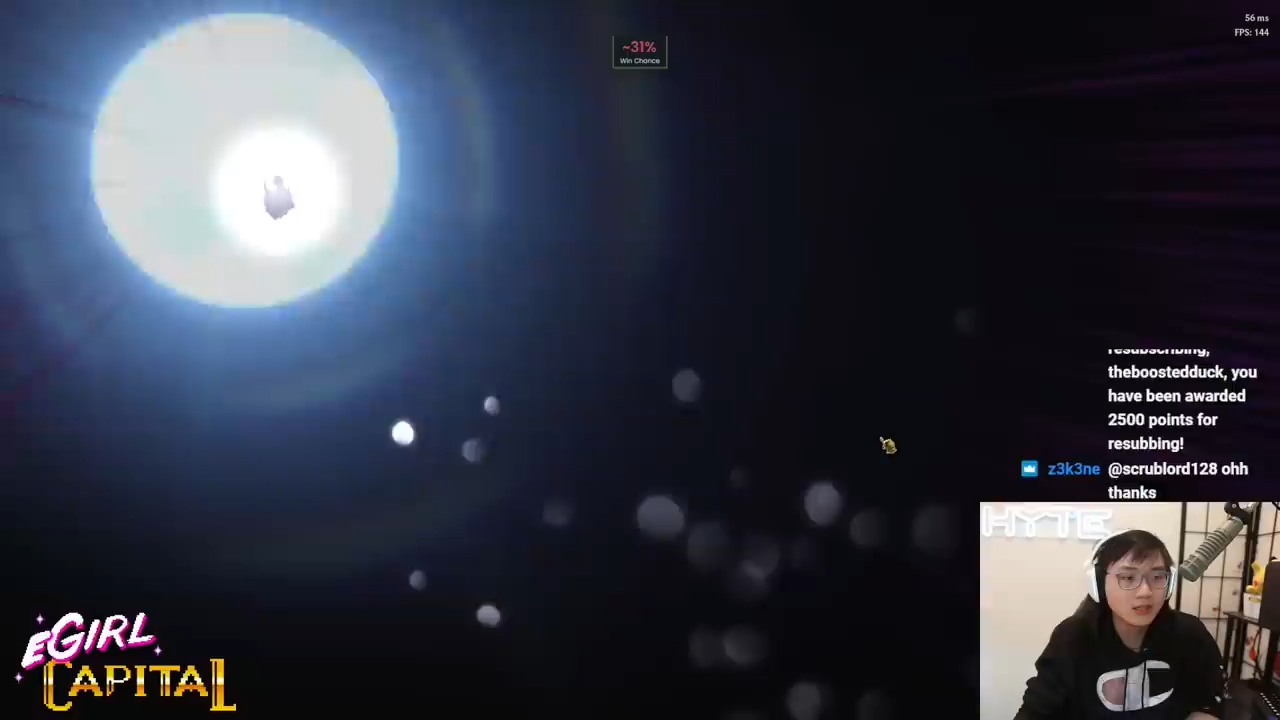 56 ms
FPS: 144
~31%
Win Chance
resubscribing,
theboostedduck, you
have been awarded
2500 points for
resubbing!
z3k3ne @scrublord128 ohh
thanks
HYTE
EGIRL
CAPITAL